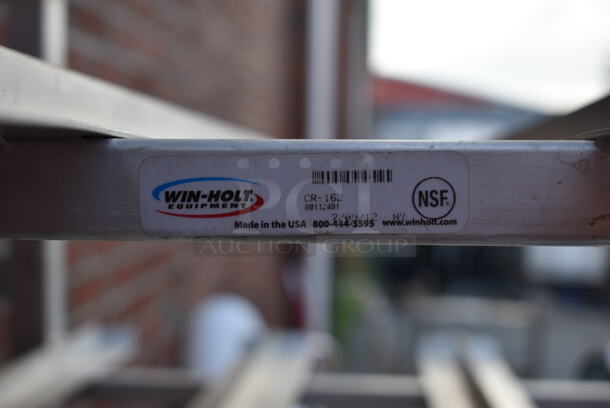 WIN-HOLT
EQUIPMENT
CR-162
NSF
Made in the USA 800-444-3595 www.winholt.com
AUCTION GROUP